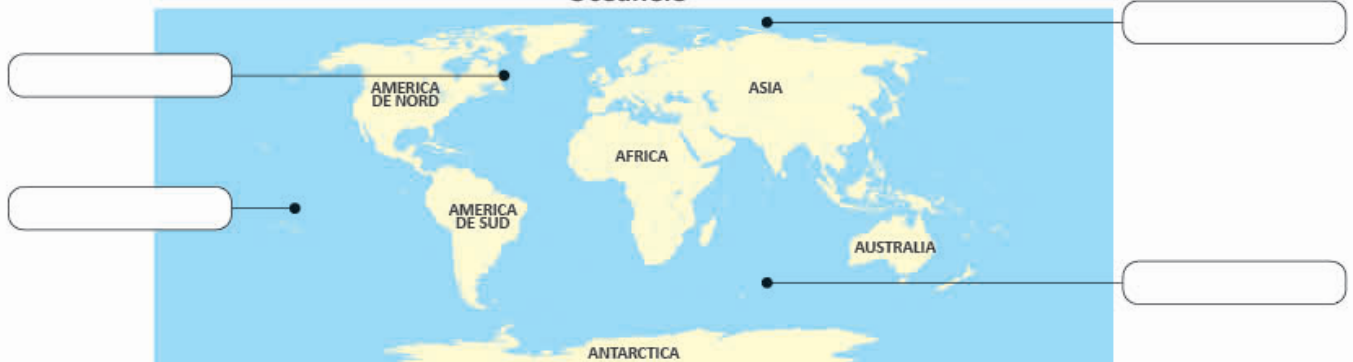 AMERICA
DE NORD
ASIA
AFRICA
AMERICA
DE SUD
AUSTRALIA
ANTARCTICA